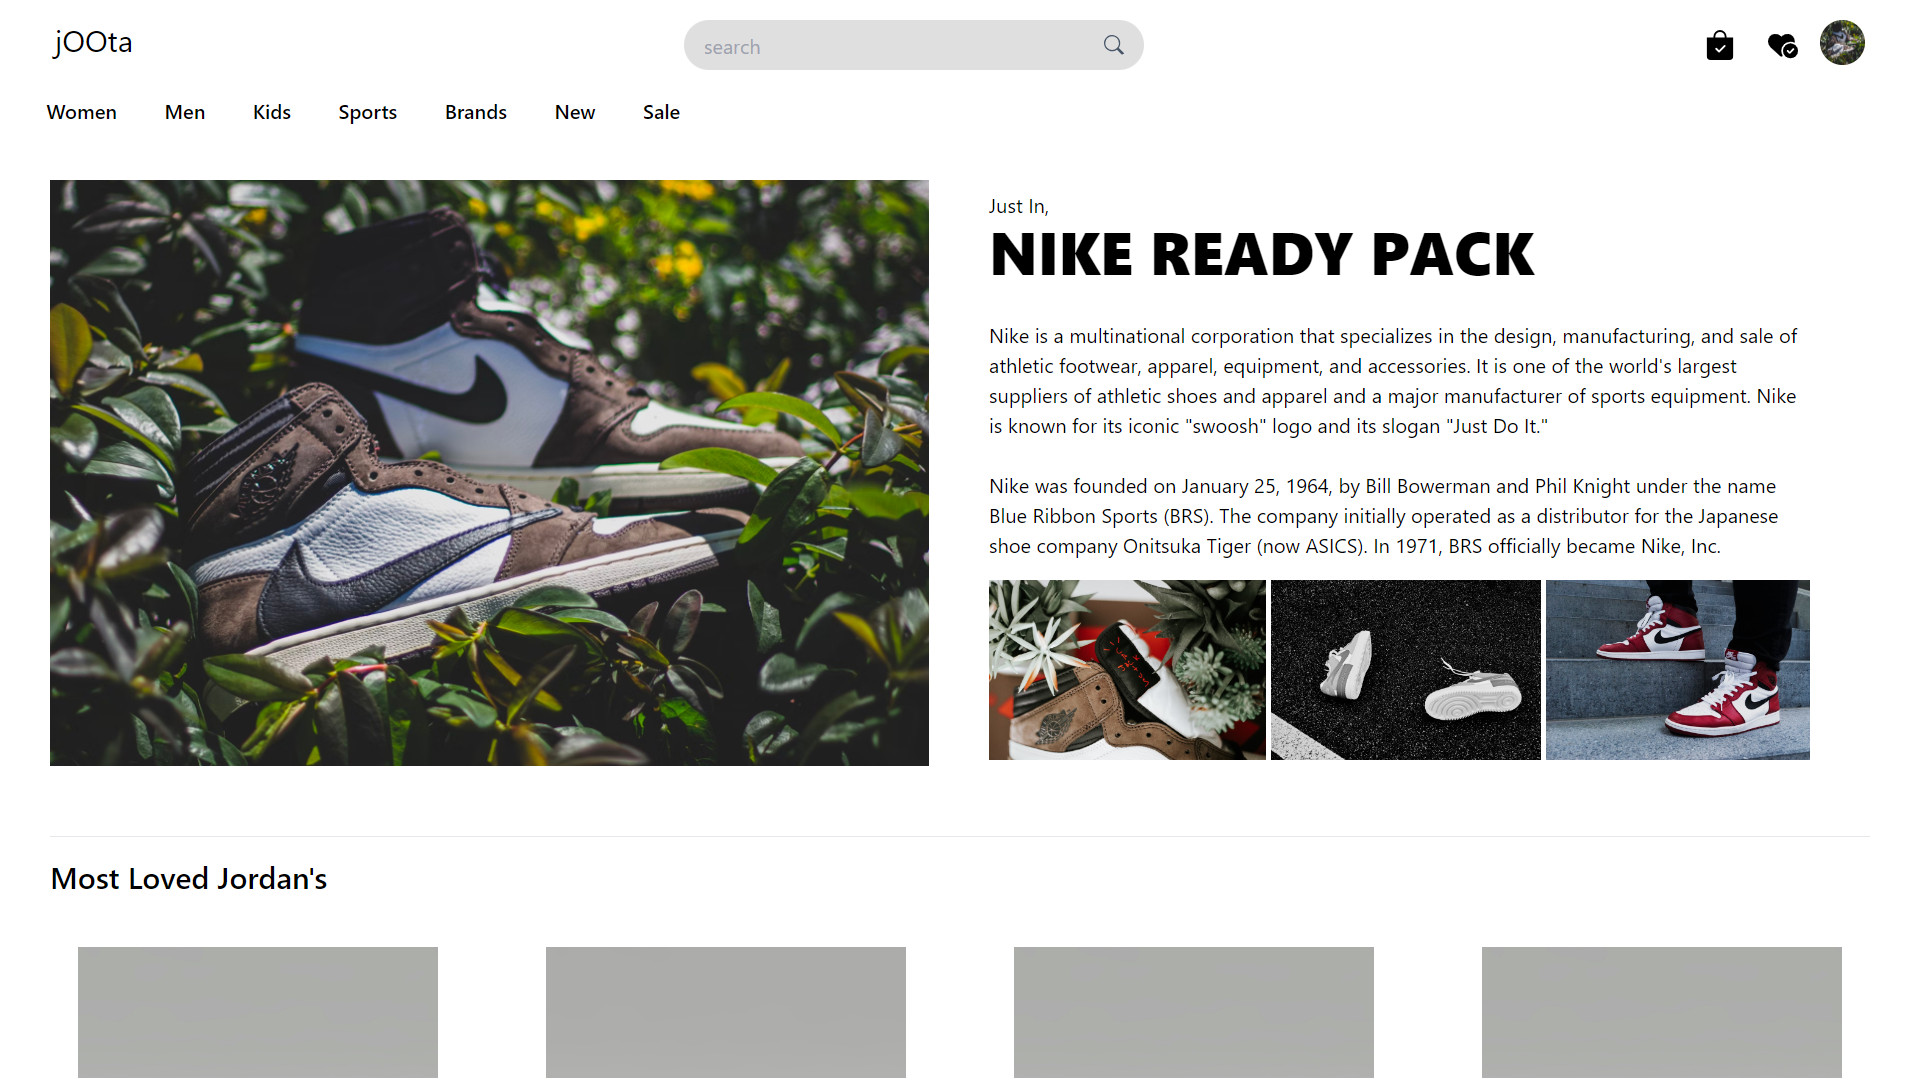 jOOta
search
Women Men Kids Sports Brands New Sale
Just In,
NIKE READY PACK
Nike is a multinational corporation that specializes in the design, manufacturing, and sale of
athletic footwear, apparel, equipment, and accessories. It is one of the world's largest
suppliers of athletic shoes and apparel and a major manufacturer of sports equipment. Nike
is known for its iconic "swoosh" logo and its slogan "Just Do It."
Nike was founded on January 25, 1964, by Bill Bowerman and Phil Knight under the name
Blue Ribbon Sports (BRS). The company initially operated as a distributor for the Japanese
shoe company Onitsuka Tiger (now ASICS). In 1971, BRS officially became Nike, Inc.
Most Loved Jordan's